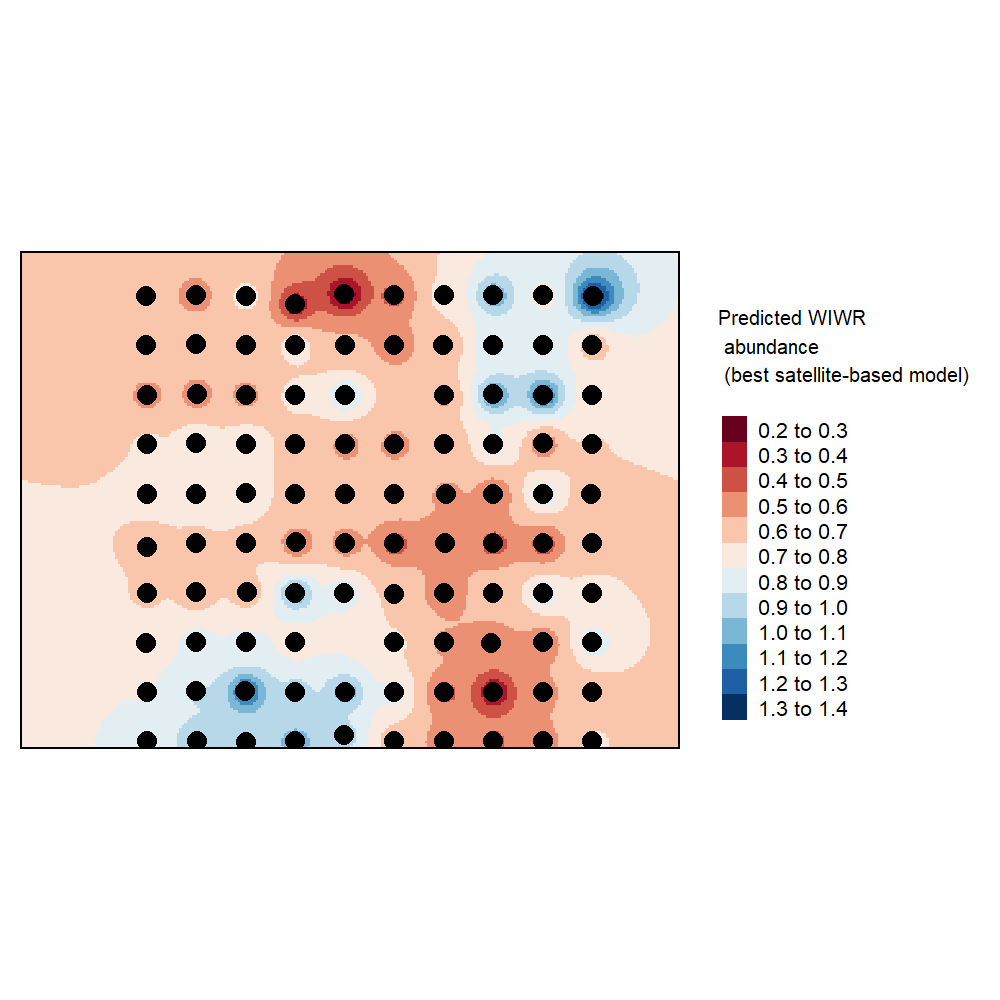 Predicted WIWR
abundance
(best satellite-based model)
0.2 to 0.3
0.3 to 0.4
0.4 to 0.5
0.5 to 0.6
0.6 to 0.7
0.7 to 0.8
0.8 to 0.9
0.9 to 1.0
1.0 to 1.1
1.1 to 1.2
1.2 to 1.3
1.3 to 1.4